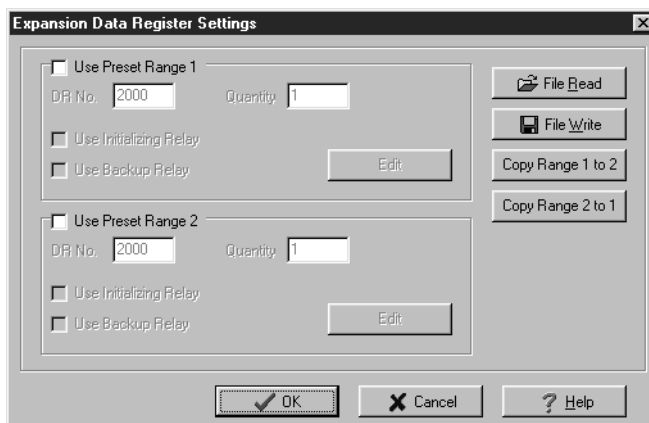 Expansion Data Register Settings
Use Preset Range 1
DR No. 2000 Quantity 1
Use Initializing Relay
Use Backup Relay
Edit
Use Preset Range 2
DR No. 2000 Quantity 1
Use Initializing Relay
Use Backup Relay
Edit
File Read
File Write
Copy Range 1 to 2
Copy Range 2 to 1
OK Cancel Help